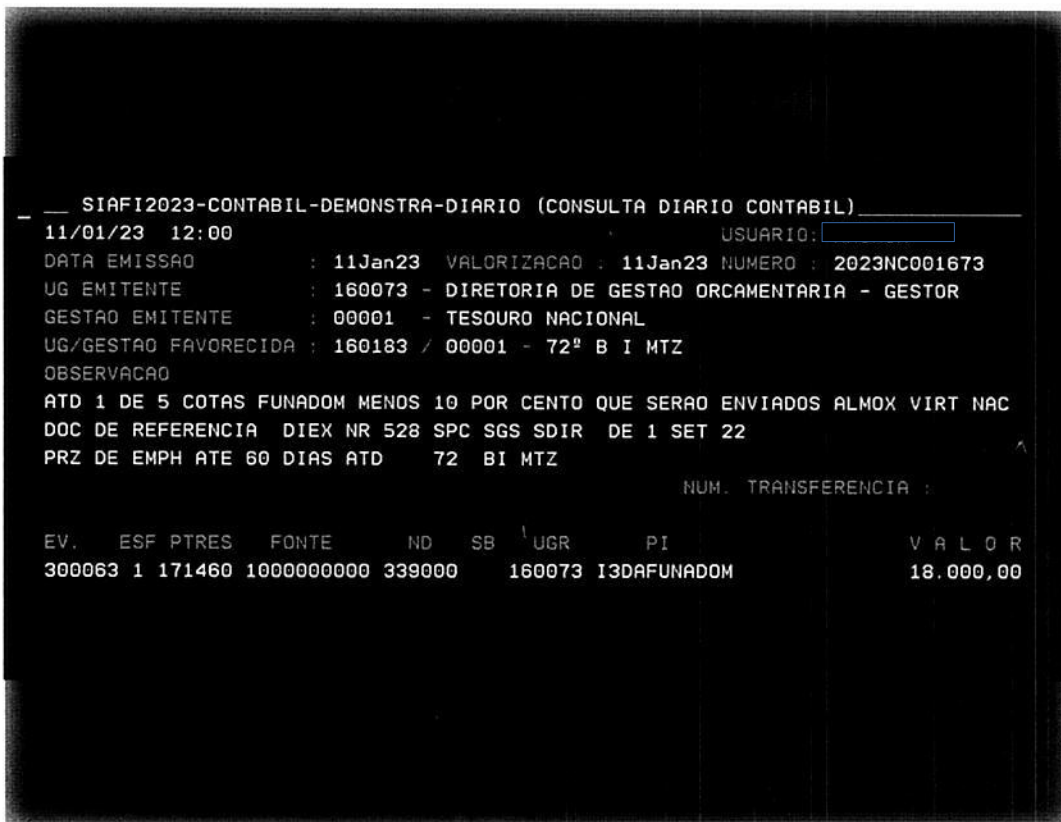 __ SIAFI2023-CONTABIL-DEMONSTRA-DIARIO (CONSULTA DIARIO CONTABIL)
11/01/23 12:00 USUARIO:
DATA EMISSAO : 11Jan23 VALORIZACAO : 11Jan23 NUMERO : 2023NC001673
UG EMITENTE : 160073 - DIRETORIA DE GESTAO ORCAMENTARIA - GESTOR
GESTAO EMITENTE : 00001 - TESOURO NACIONAL
UG/GESTAO FAVORECIDA : 160183 / 00001 - 72º B I MTZ
OBSERVACAO
ATD 1 DE 5 COTAS FUNADOM MENOS 10 POR CENTO QUE SERAO ENVIADOS ALMOX VIRT NAC
DOC DE REFERENCIA DIEX NR 528 SPC SGS SDIR DE 1 SET 22
PRZ DE EMPH ATE 60 DIAS ATD 72 BI MTZ
NUM. TRANSFERENCIA :
EV. ESF PTRES FONTE ND SB UGR PI V A L O R
300063 1 171460 1000000000 339000 160073 I3DAFUNADOM 18.000,00